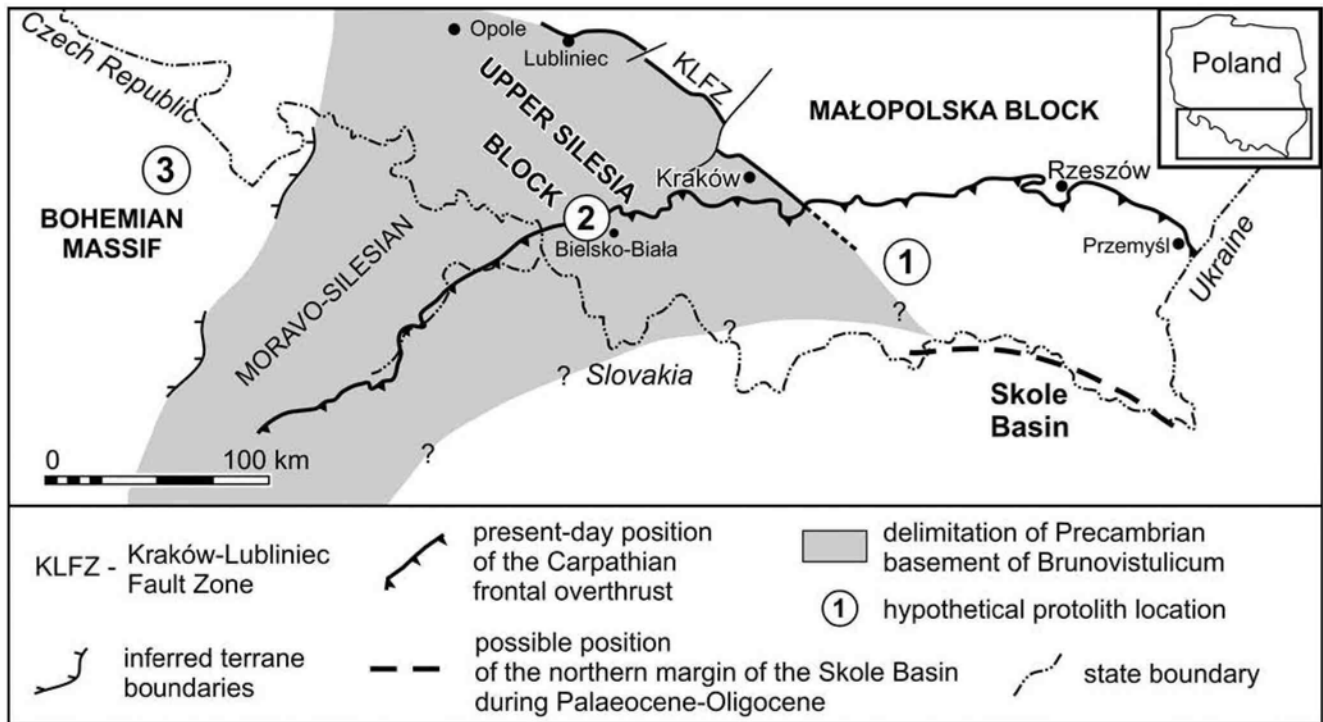 Czech Republic
Opole
Lubliniec
KLFZ
Poland
UPPER SILESIA
BLOCK
MAŁOPOLSKA BLOCK
3
BOHEMIAN
MASSIF
Kraków
Rzeszów
2
Bielsko-Biała
1
Przemyśl
Ukraine
MORAVO-SILESIAN
?
?
?
?
Slovakia
Skole
Basin
0 100 km
KLFZ - Kraków-Lubliniec
Fault Zone
present-day position
of the Carpathian
frontal overthrust
delimitation of Precambrian
basement of Brunovistulicum
1 hypothetical protolith location
inferred terrane
boundaries
possible position
of the northern margin of the Skole Basin
during Palaeocene-Oligocene
state boundary